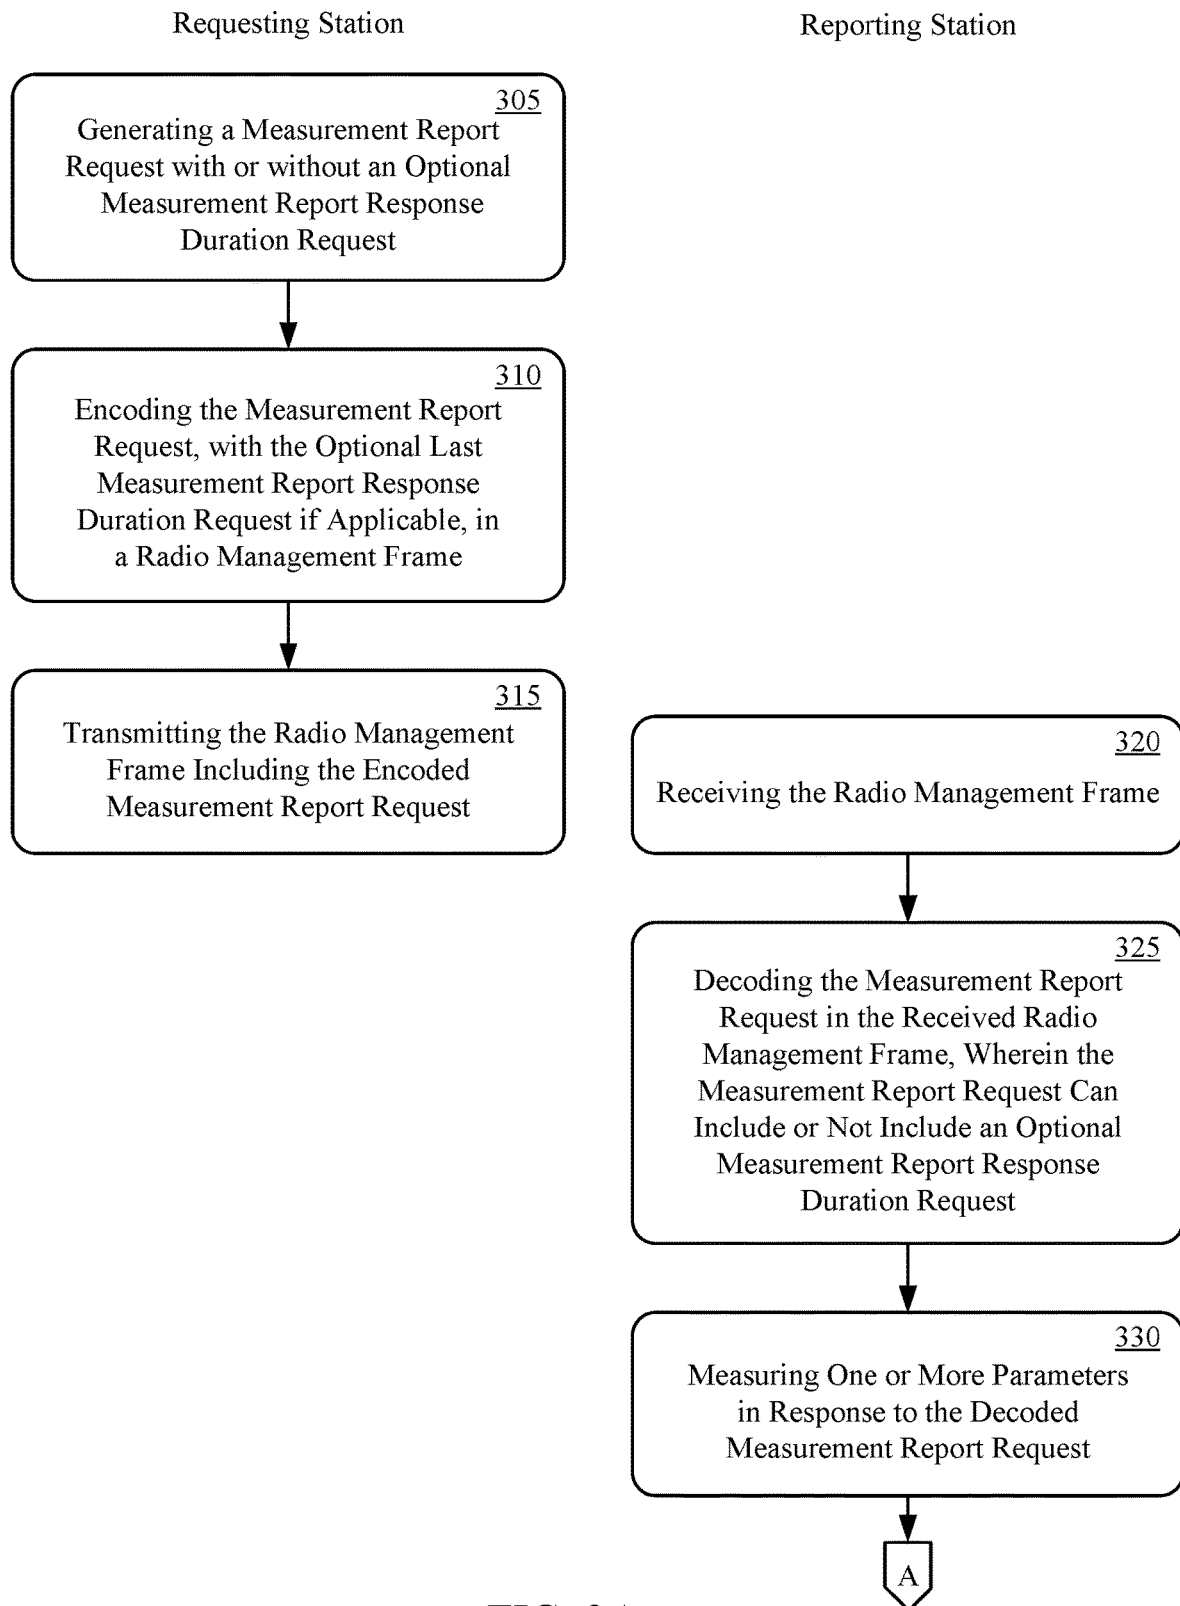 Requesting Station
Reporting Station
305
Generating a Measurement Report
Request with or without an Optional
Measurement Report Response
Duration Request
310
Encoding the Measurement Report
Request, with the Optional Last
Measurement Report Response
Duration Request if Applicable, in
a Radio Management Frame
315
Transmitting the Radio Management
Frame Including the Encoded
Measurement Report Request
320
Receiving the Radio Management Frame
325
Decoding the Measurement Report
Request in the Received Radio
Management Frame, Wherein the
Measurement Report Request Can
Include or Not Include an Optional
Measurement Report Response
Duration Request
330
Measuring One or More Parameters
in Response to the Decoded
Measurement Report Request
A